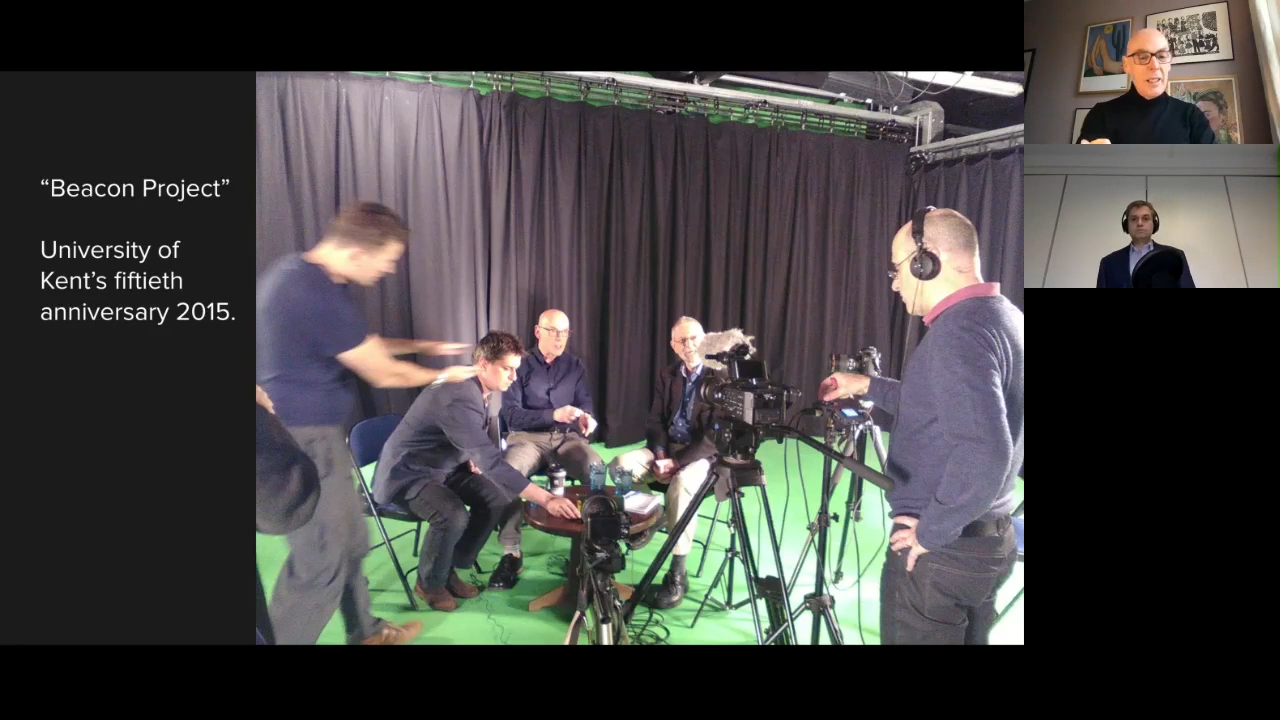 “Beacon Project”
University of
Kent’s fiftieth
anniversary 2015.